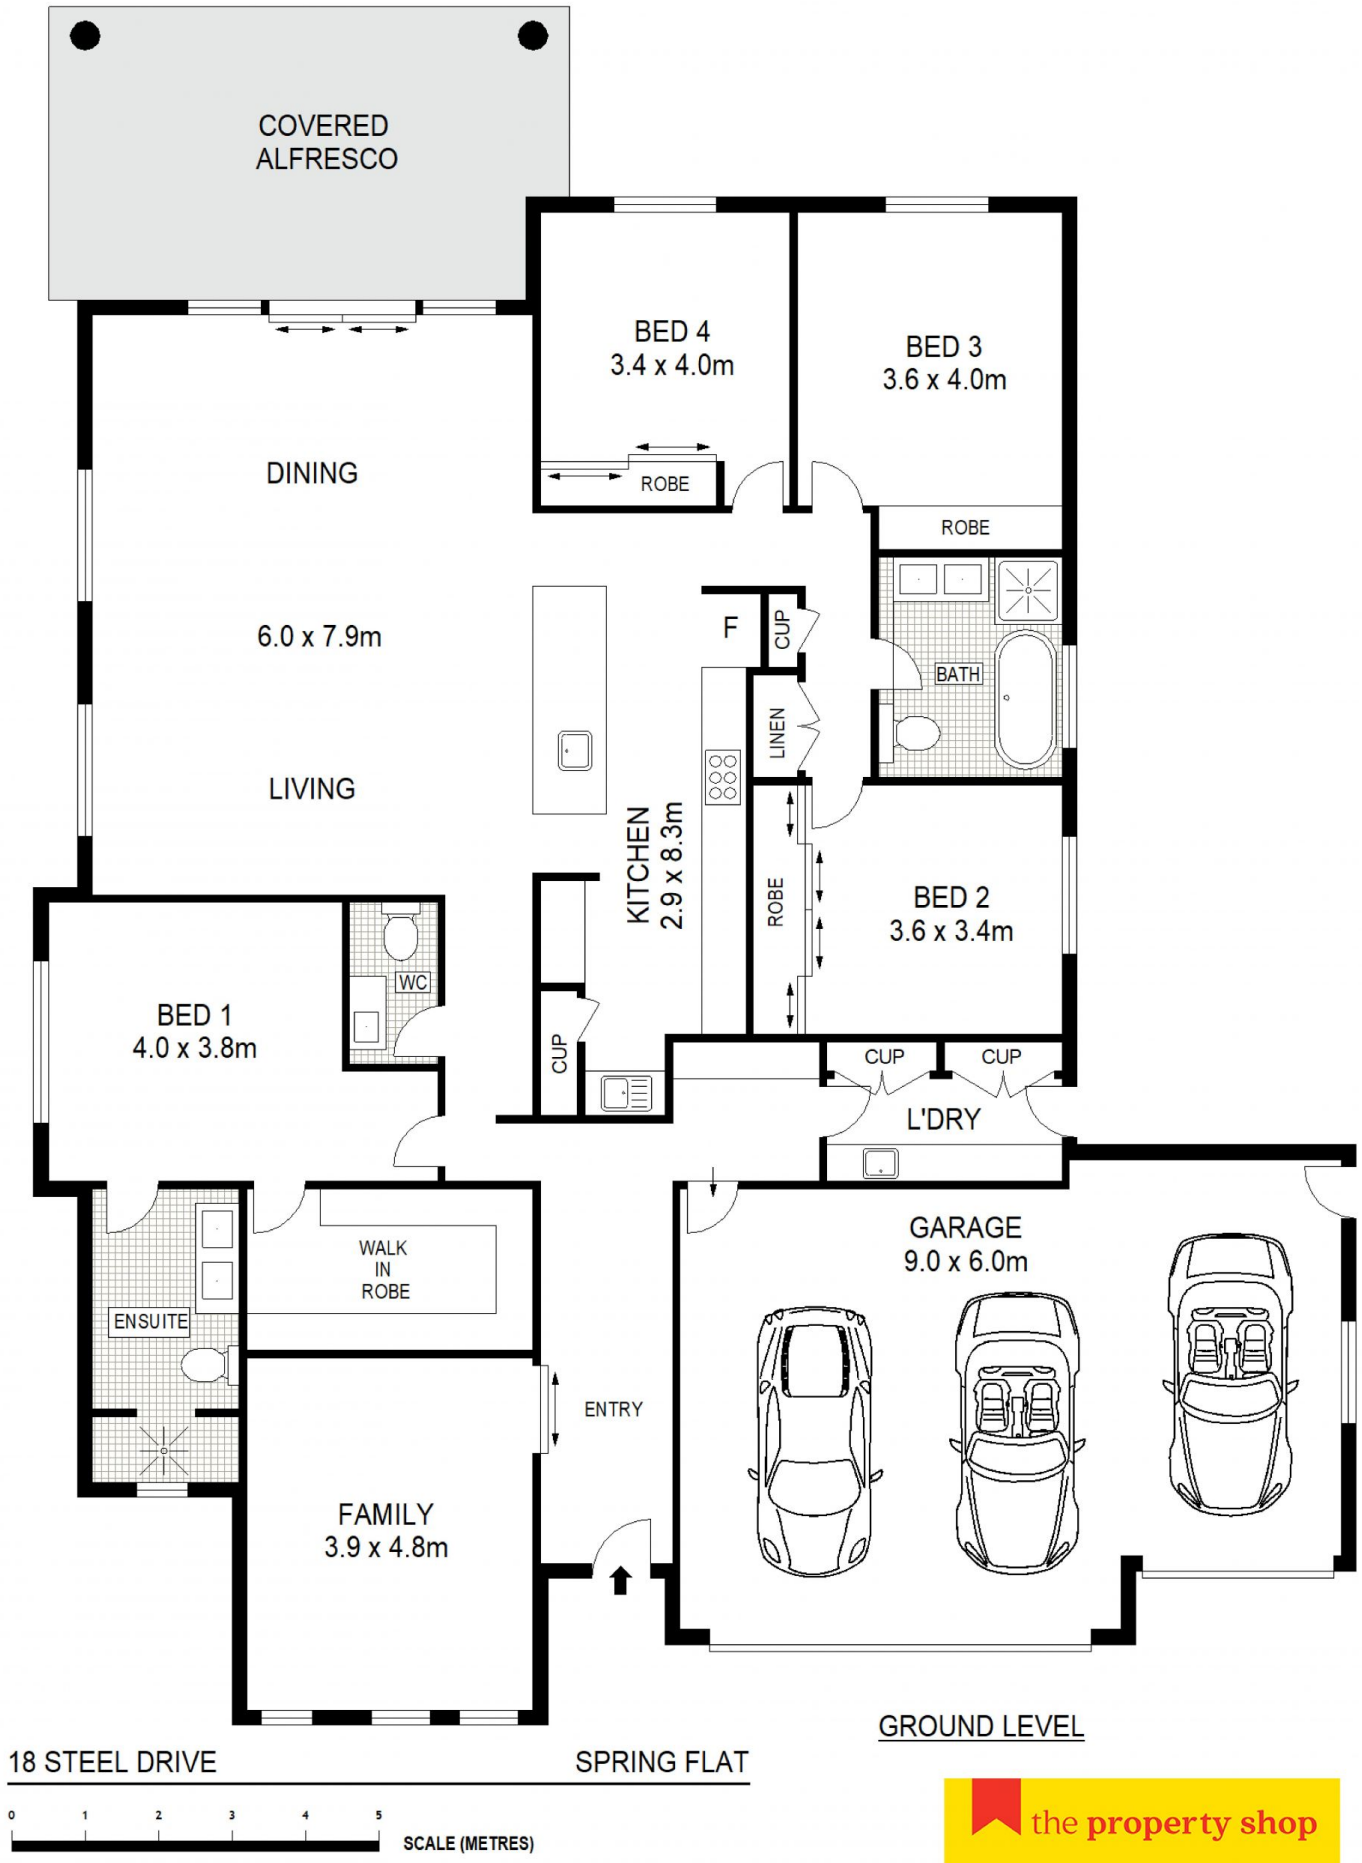 COVERED
ALFRESCO
BED 4
3.4 x 4.0m
BED 3
3.6 x 4.0m
DINING
ROBE
ROBE
6.0 x 7.9m
F
CUP
BATH
LINEN
LIVING
KITCHEN
2.9 x 8.3m
ROBE
BED 2
3.6 x 3.4m
WC
BED 1
4.0 x 3.8m
CUP
CUP
CUP
L'DRY
GARAGE
9.0 x 6.0m
WALK
IN
ROBE
ENSUITE
ENTRY
FAMILY
3.9 x 4.8m
GROUND LEVEL
18 STEEL DRIVE SPRING FLAT
0 1 2 3 4 5
SCALE (METRES)
the property shop